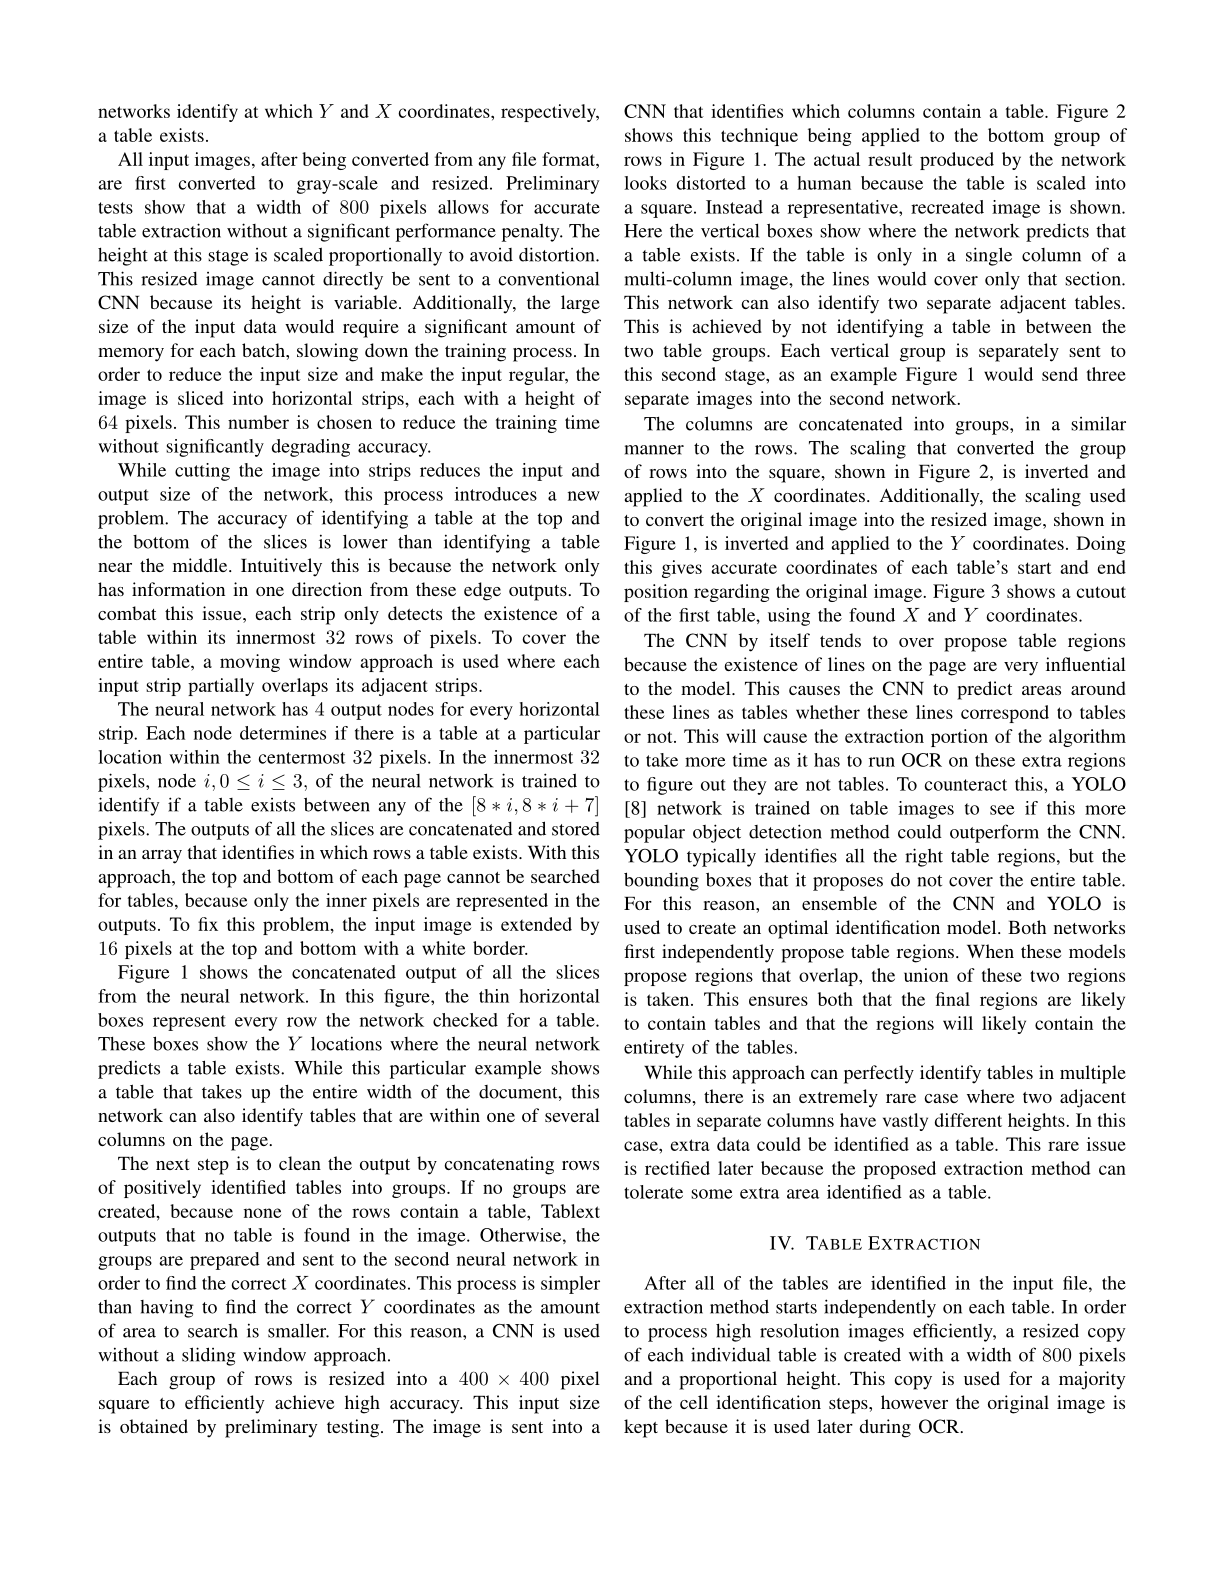 networks identify at which Y and X coordinates, respectively,
a table exists.
All input images, after being converted from any file format,
are first converted to gray-scale and resized. Preliminary
tests show that a width of 800 pixels allows for accurate
table extraction without a significant performance penalty. The
height at this stage is scaled proportionally to avoid distortion.
This resized image cannot directly be sent to a conventional
CNN because its height is variable. Additionally, the large
size of the input data would require a significant amount of
memory for each batch, slowing down the training process. In
order to reduce the input size and make the input regular, the
image is sliced into horizontal strips, each with a height of
64 pixels. This number is chosen to reduce the training time
without significantly degrading accuracy.
While cutting the image into strips reduces the input and
output size of the network, this process introduces a new
problem. The accuracy of identifying a table at the top and
the bottom of the slices is lower than identifying a table
near the middle. Intuitively this is because the network only
has information in one direction from these edge outputs. To
combat this issue, each strip only detects the existence of a
table within its innermost 32 rows of pixels. To cover the
entire table, a moving window approach is used where each
input strip partially overlaps its adjacent strips.
The neural network has 4 output nodes for every horizontal
strip. Each node determines if there is a table at a particular
location within the centermost 32 pixels. In the innermost 32
pixels, node i, 0 ≤ i ≤ 3, of the neural network is trained to
identify if a table exists between any of the [8 * i, 8 * i + 7]
pixels. The outputs of all the slices are concatenated and stored
in an array that identifies in which rows a table exists. With this
approach, the top and bottom of each page cannot be searched
for tables, because only the inner pixels are represented in the
outputs. To fix this problem, the input image is extended by
16 pixels at the top and bottom with a white border.
Figure 1 shows the concatenated output of all the slices
from the neural network. In this figure, the thin horizontal
boxes represent every row the network checked for a table.
These boxes show the Y locations where the neural network
predicts a table exists. While this particular example shows
a table that takes up the entire width of the document, this
network can also identify tables that are within one of several
columns on the page.
The next step is to clean the output by concatenating rows
of positively identified tables into groups. If no groups are
created, because none of the rows contain a table, Tablext
outputs that no table is found in the image. Otherwise, the
groups are prepared and sent to the second neural network in
order to find the correct X coordinates. This process is simpler
than having to find the correct Y coordinates as the amount
of area to search is smaller. For this reason, a CNN is used
without a sliding window approach.
Each group of rows is resized into a 400 × 400 pixel
square to efficiently achieve high accuracy. This input size
is obtained by preliminary testing. The image is sent into a
CNN that identifies which columns contain a table. Figure 2
shows this technique being applied to the bottom group of
rows in Figure 1. The actual result produced by the network
looks distorted to a human because the table is scaled into
a square. Instead a representative, recreated image is shown.
Here the vertical boxes show where the network predicts that
a table exists. If the table is only in a single column of a
multi-column image, the lines would cover only that section.
This network can also identify two separate adjacent tables.
This is achieved by not identifying a table in between the
two table groups. Each vertical group is separately sent to
this second stage, as an example Figure 1 would send three
separate images into the second network.
The columns are concatenated into groups, in a similar
manner to the rows. The scaling that converted the group
of rows into the square, shown in Figure 2, is inverted and
applied to the X coordinates. Additionally, the scaling used
to convert the original image into the resized image, shown in
Figure 1, is inverted and applied to the Y coordinates. Doing
this gives accurate coordinates of each table's start and end
position regarding the original image. Figure 3 shows a cutout
of the first table, using the found X and Y coordinates.
The CNN by itself tends to over propose table regions
because the existence of lines on the page are very influential
to the model. This causes the CNN to predict areas around
these lines as tables whether these lines correspond to tables
or not. This will cause the extraction portion of the algorithm
to take more time as it has to run OCR on these extra regions
to figure out they are not tables. To counteract this, a YOLO
[8] network is trained on table images to see if this more
popular object detection method could outperform the CNN.
YOLO typically identifies all the right table regions, but the
bounding boxes that it proposes do not cover the entire table.
For this reason, an ensemble of the CNN and YOLO is
used to create an optimal identification model. Both networks
first independently propose table regions. When these models
propose regions that overlap, the union of these two regions
is taken. This ensures both that the final regions are likely
to contain tables and that the regions will likely contain the
entirety of the tables.
While this approach can perfectly identify tables in multiple
columns, there is an extremely rare case where two adjacent
tables in separate columns have vastly different heights. In this
case, extra data could be identified as a table. This rare issue
is rectified later because the proposed extraction method can
tolerate some extra area identified as a table.
IV. TABLE EXTRACTION
After all of the tables are identified in the input file, the
extraction method starts independently on each table. In order
to process high resolution images efficiently, a resized copy
of each individual table is created with a width of 800 pixels
and a proportional height. This copy is used for a majority
of the cell identification steps, however the original image is
kept because it is used later during OCR.